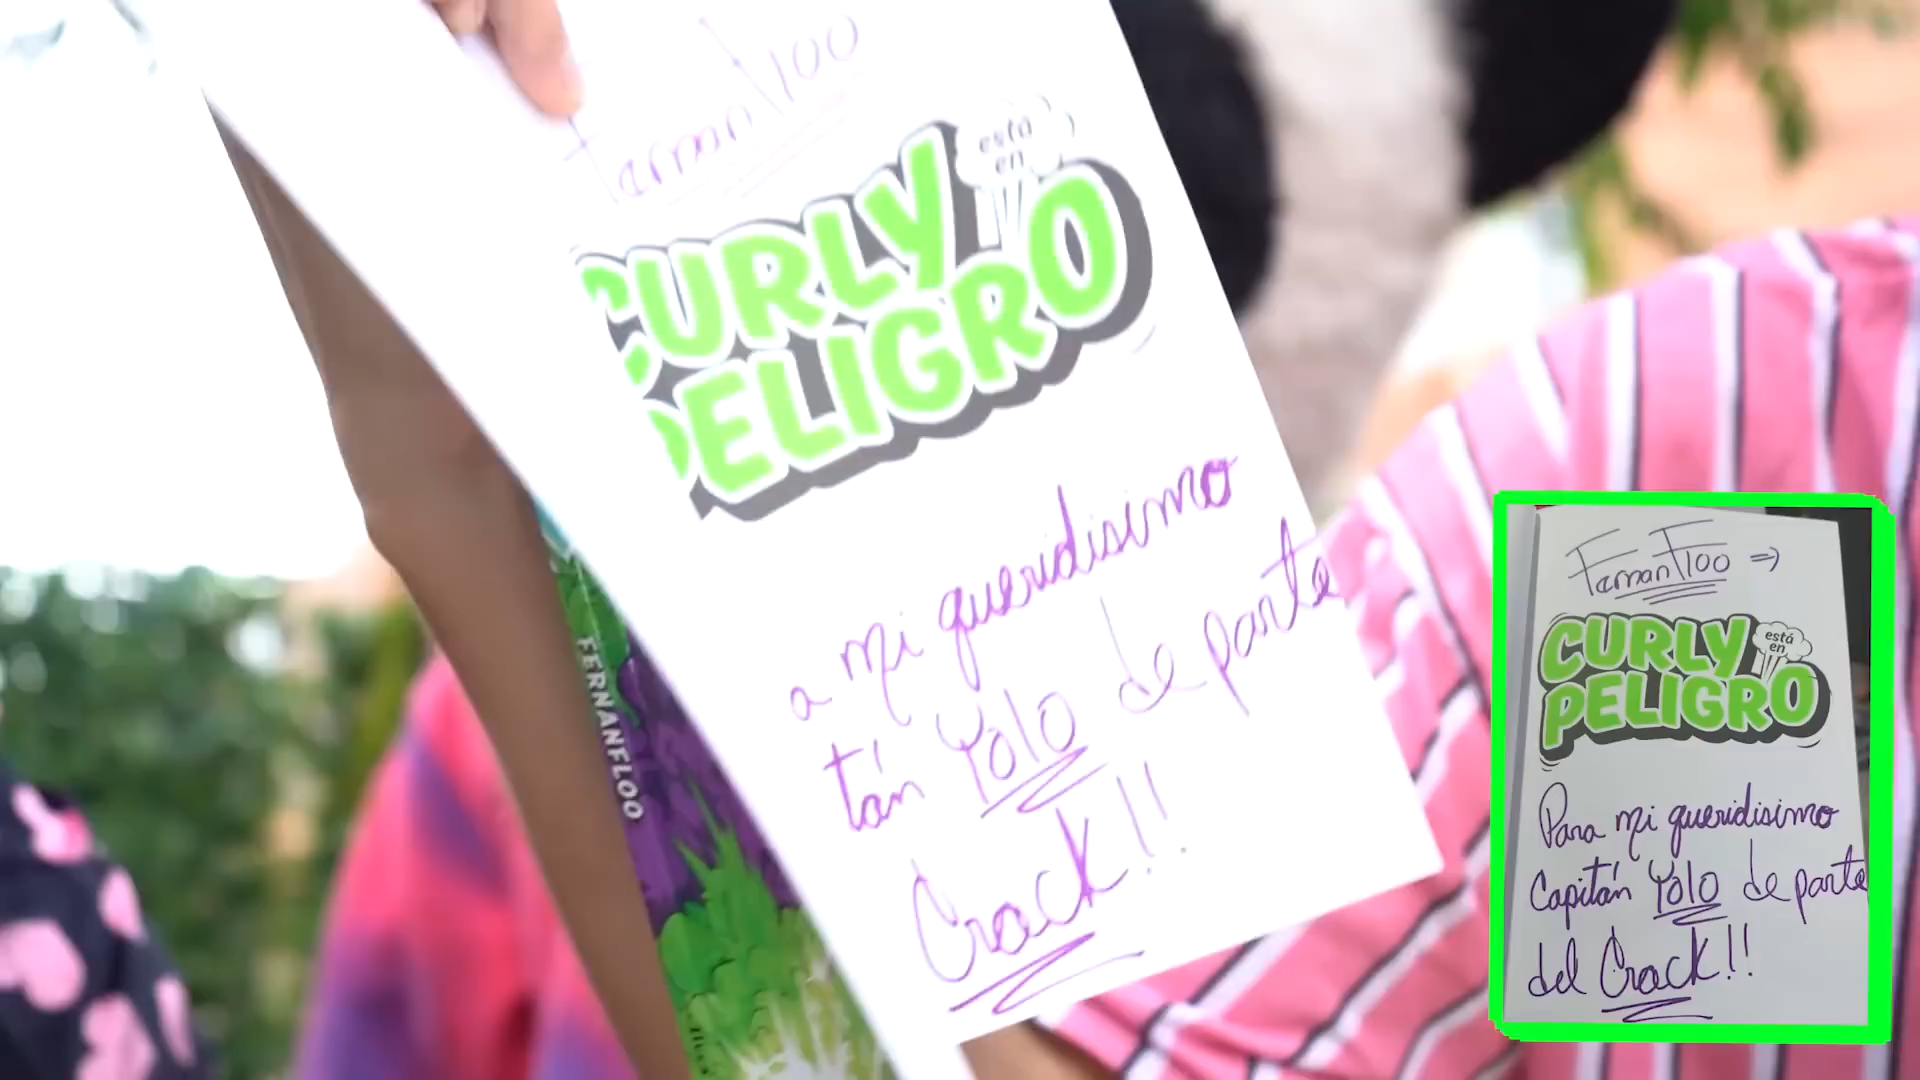 FernanFloo
está
en
CURLY
PELIGRO
a mi queridisimo
tán Yolo de parte
Crack!!
FERNANFLOO
FernanFloo =>
CURLY
está
en
PELIGRO
Para mi queridisimo
Capitán Yolo de parte
del Crack!!